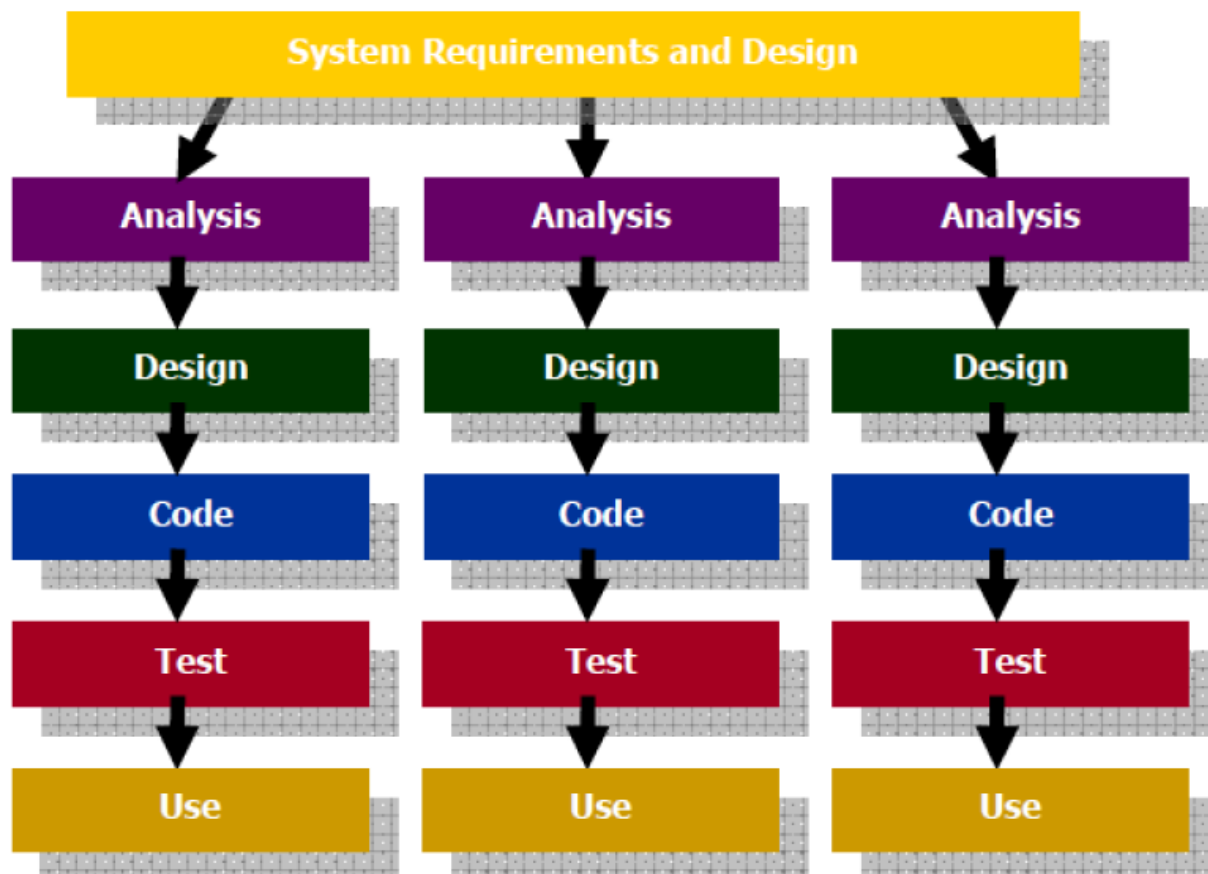 System Requirements and Design
Analysis
Analysis
Analysis
Design
Design
Design
Code
Code
Code
Test
Test
Test
Use
Use
Use